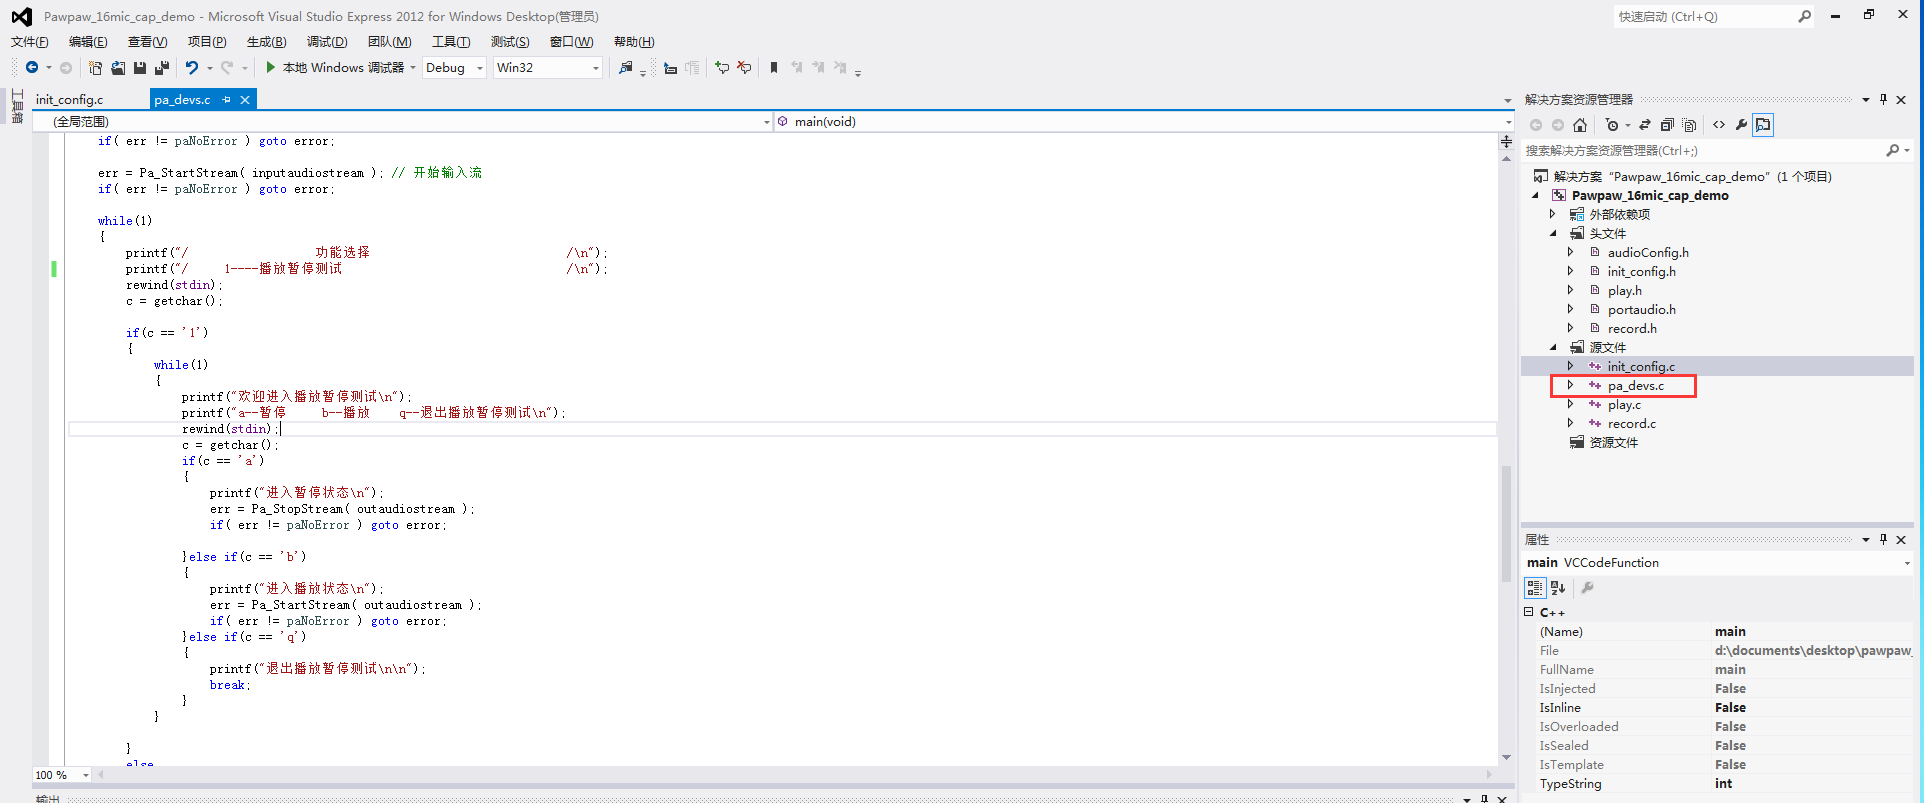 Pawpaw_16mic_cap_demo - Microsoft Visual Studio Express 2012 for Windows Desktop(管理员)
快速启动 (Ctrl+Q)
文件(F) 编辑(E) 查看(V) 项目(P) 生成(B) 调试(D) 团队(M) 工具(T) 测试(S) 窗口(W) 帮助(H)
本地 Windows 调试器 Debug Win32
工具箱
init_config.c pa_devs.c
(全局范围) main(void)
if( err != paNoError ) goto error;
err = Pa_StartStream( inputaudiostream ); // 开始输入流
if( err != paNoError ) goto error;
while(1)
{
printf("/ 功能选择 /\n");
printf("/ 1----播放暂停测试 /\n");
rewind(stdin);
c = getchar();
if(c == '1')
{
while(1)
{
printf("欢迎进入播放暂停测试\n");
printf("a--暂停 b--播放 q--退出播放暂停测试\n");
rewind(stdin);
c = getchar();
if(c == 'a')
{
printf("进入暂停状态\n");
err = Pa_StopStream( outaudiostream );
if( err != paNoError ) goto error;
}else if(c == 'b')
{
printf("进入播放状态\n");
err = Pa_StartStream( outaudiostream );
if( err != paNoError ) goto error;
}else if(c == 'q')
{
printf("退出播放暂停测试\n\n");
break;
}
}
}
else
100 %
输出
解决方案资源管理器
搜索解决方案资源管理器(Ctrl+;)
解决方案 "Pawpaw_16mic_cap_demo" (1 个项目)
Pawpaw_16mic_cap_demo
外部依赖项
头文件
audioConfig.h
init_config.h
play.h
portaudio.h
record.h
源文件
init_config.c
pa_devs.c
play.c
record.c
资源文件
属性
main VCCodeFunction
C++
(Name) main
File d:\documents\desktop\pawpaw_
FullName main
IsInjected False
IsInline False
IsOverloaded False
IsSealed False
IsTemplate False
TypeString int